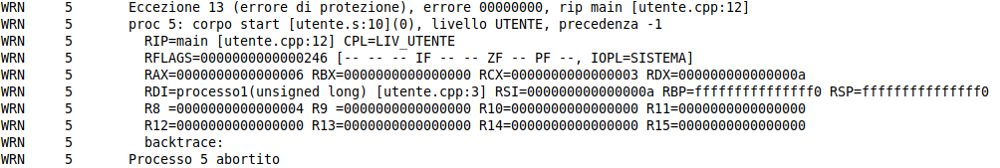 WRN     5       Eccezione 13 (errore di protezione), errore 00000000, rip main [utente.cpp:12]
WRN     5       proc 5: corpo start [utente.s:10](0), livello UTENTE, precedenza -1
WRN     5         RIP=main [utente.cpp:12] CPL=LIV_UTENTE
WRN     5         RFLAGS=0000000000000246 [-- -- -- IF -- -- ZF -- PF --, IOPL=SISTEMA]
WRN     5         RAX=0000000000000006 RBX=0000000000000000 RCX=0000000000000003 RDX=000000000000000a
WRN     5         RDI=processo1(unsigned long) [utente.cpp:3] RSI=000000000000000a RBP=fffffffffffffff0 RSP=fffffffffffffff0
WRN     5         R8 =0000000000000004 R9 =0000000000000000 R10=0000000000000000 R11=0000000000000000
WRN     5         R12=0000000000000000 R13=0000000000000000 R14=0000000000000000 R15=0000000000000000
WRN     5         backtrace:
WRN     5       Processo 5 abortito